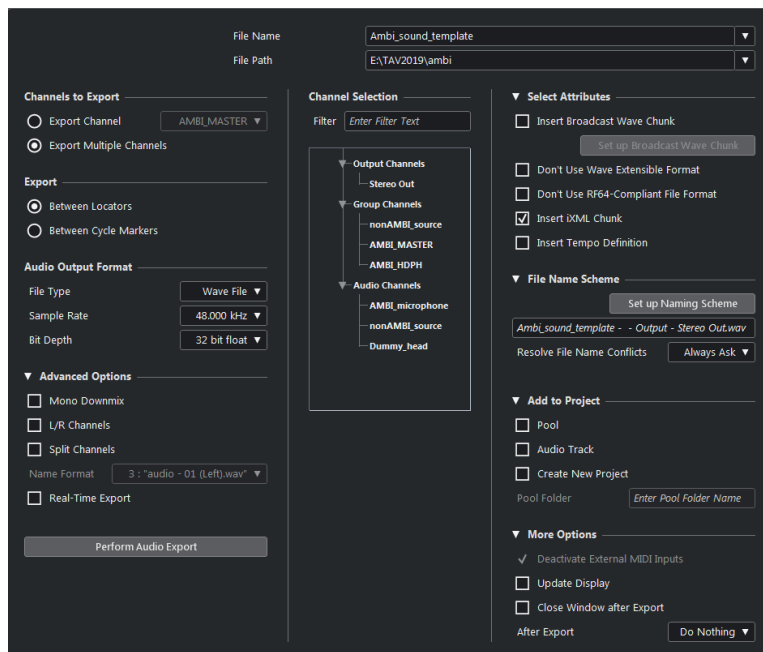 File Name Ambi_sound_template
File Path E:\TAV2019\ambi
Channels to Export
Export Channel AMBI_MASTER
Export Multiple Channels
Export
Between Locators
Between Cycle Markers
Audio Output Format
File Type Wave File
Sample Rate 48.000 kHz
Bit Depth 32 bit float
Advanced Options
Mono Downmix
L/R Channels
Split Channels
Name Format 3 : "audio - 01 (Left).wav"
Real-Time Export
Perform Audio Export
Channel Selection
Filter Enter Filter Text
Output Channels
Stereo Out
Group Channels
nonAMBI_source
AMBI_MASTER
AMBI_HDPH
Audio Channels
AMBI_microphone
nonAMBI_source
Dummy_head
Select Attributes
Insert Broadcast Wave Chunk
Set up Broadcast Wave Chunk
Don't Use Wave Extensible Format
Don't Use RF64-Compliant File Format
Insert iXML Chunk
Insert Tempo Definition
File Name Scheme
Set up Naming Scheme
Ambi_sound_template - - Output - Stereo Out.wav
Resolve File Name Conflicts Always Ask
Add to Project
Pool
Audio Track
Create New Project
Pool Folder Enter Pool Folder Name
More Options
Deactivate External MIDI Inputs
Update Display
Close Window after Export
After Export Do Nothing